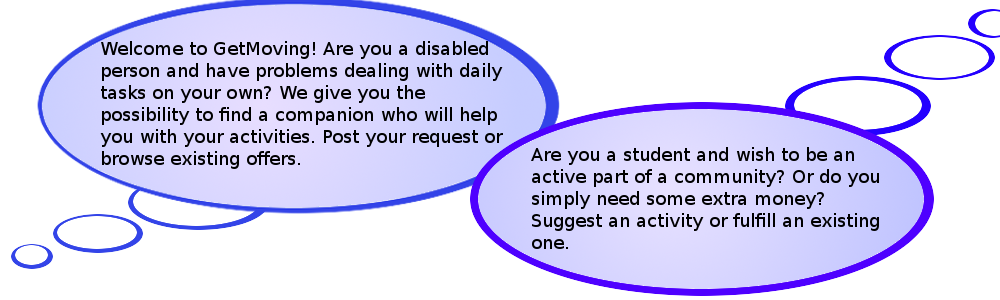 Welcome to GetMoving! Are you a disabled
person and have problems dealing with daily
tasks on your own? We give you the
possibility to find a companion who will help
you with your activities. Post your request or
browse existing offers.
Are you a student and wish to be an
active part of a community? Or do you
simply need some extra money?
Suggest an activity or fulfill an existing
one.